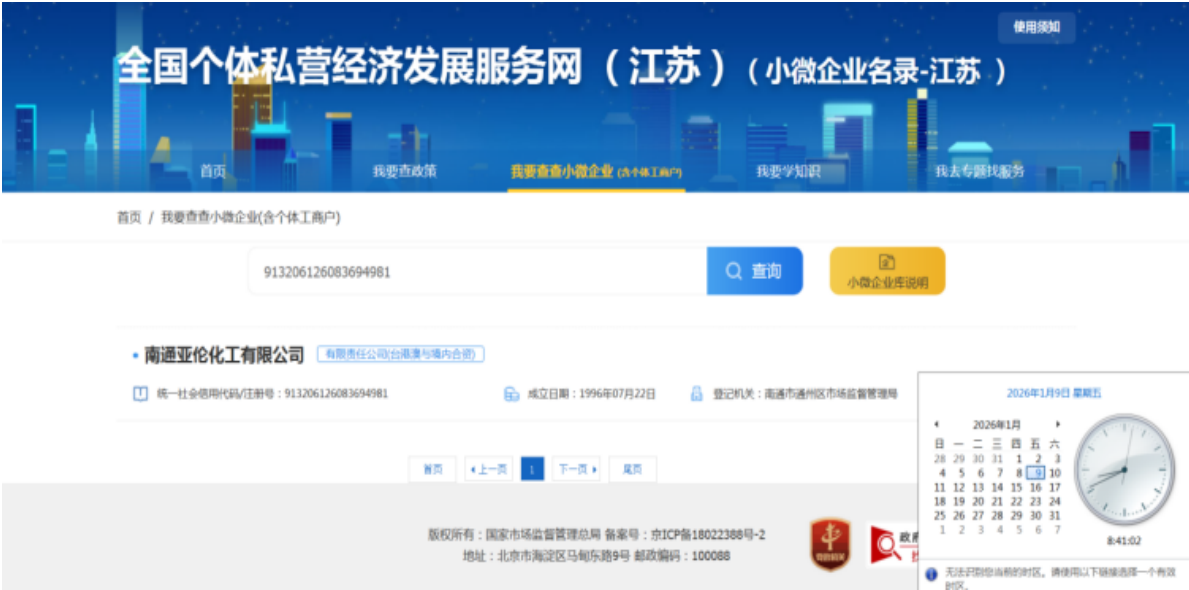 使用须知
全国个体私营经济发展服务网（江苏）（小微企业名录-江苏 ）
首页 我要查政策 我要查查小微企业 (含个体工商户) 我要学知识 我去专题找服务
首页 / 我要查查小微企业(含个体工商户)
913206126083694981 查询 小微企业库说明
南通亚伦化工有限公司 有限责任公司(台港澳与境内合资)
统一社会信用代码/注册号：913206126083694981 成立日期：1996年07月22日 登记机关：南通市通州区市场监督管理局
2026年1月9日 星期五
2026年1月
日 一 二 三 四 五 六
28 29 30 31 1 2 3
4 5 6 7 8 9 10
11 12 13 14 15 16 17
18 19 20 21 22 23 24
25 26 27 28 29 30 31
1 2 3 4 5 6 7
8:41:02
首页 上一页 1 下一页 尾页
版权所有：国家市场监督管理总局 备案号：京ICP备18022388号-2
地址：北京市海淀区马甸东路9号 邮政编码：100088
党政机关
政府
无法识别您当前的时区。请使用以下链接选择一个有效
时区。